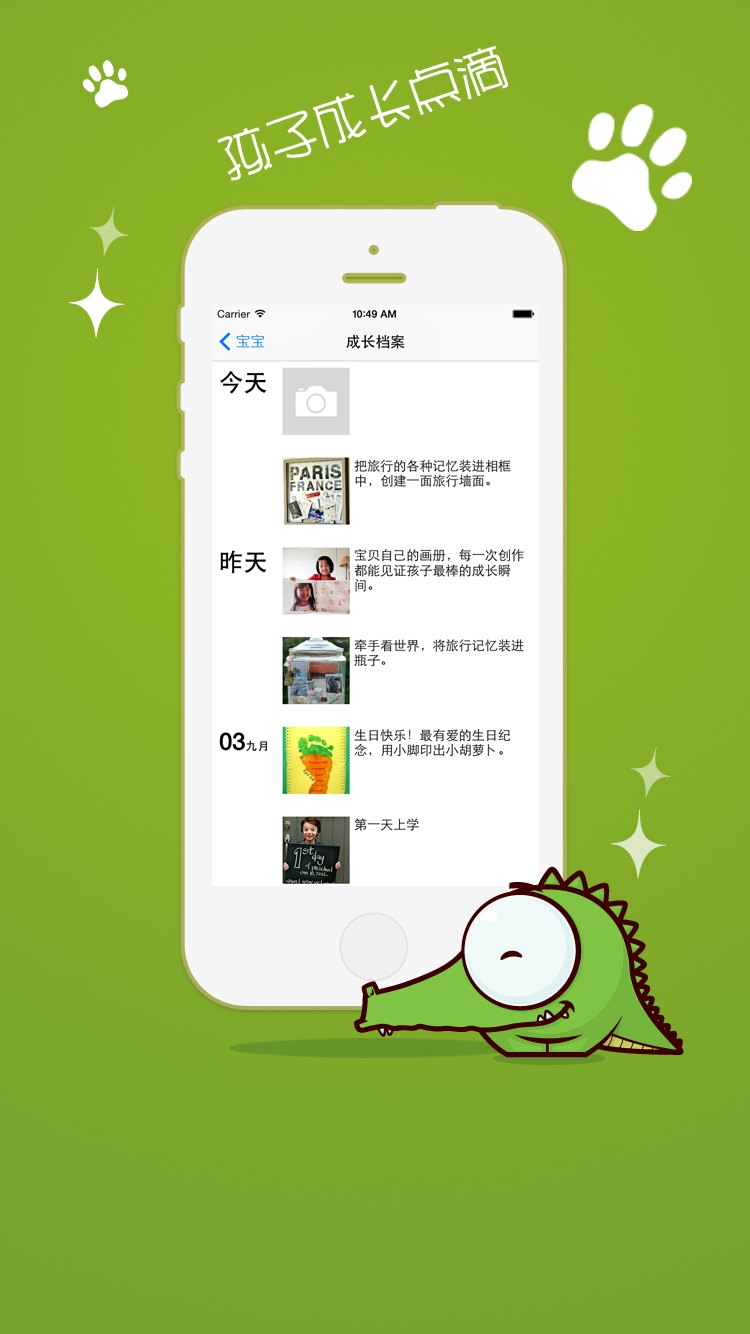 孩子成长点滴
Carrier
10:49 AM
宝宝
成长档案
今天
PARIS
FRANCE
把旅行的各种记忆装进相框
中，创建一面旅行墙面。
昨天
宝贝自己的画册，每一次创作
都能见证孩子最棒的成长瞬
间。
牵手看世界，将旅行记忆装进
瓶子。
03九月
生日快乐！最有爱的生日纪
念，用小脚印出小胡萝卜。
第一天上学
1st
day
of preschool